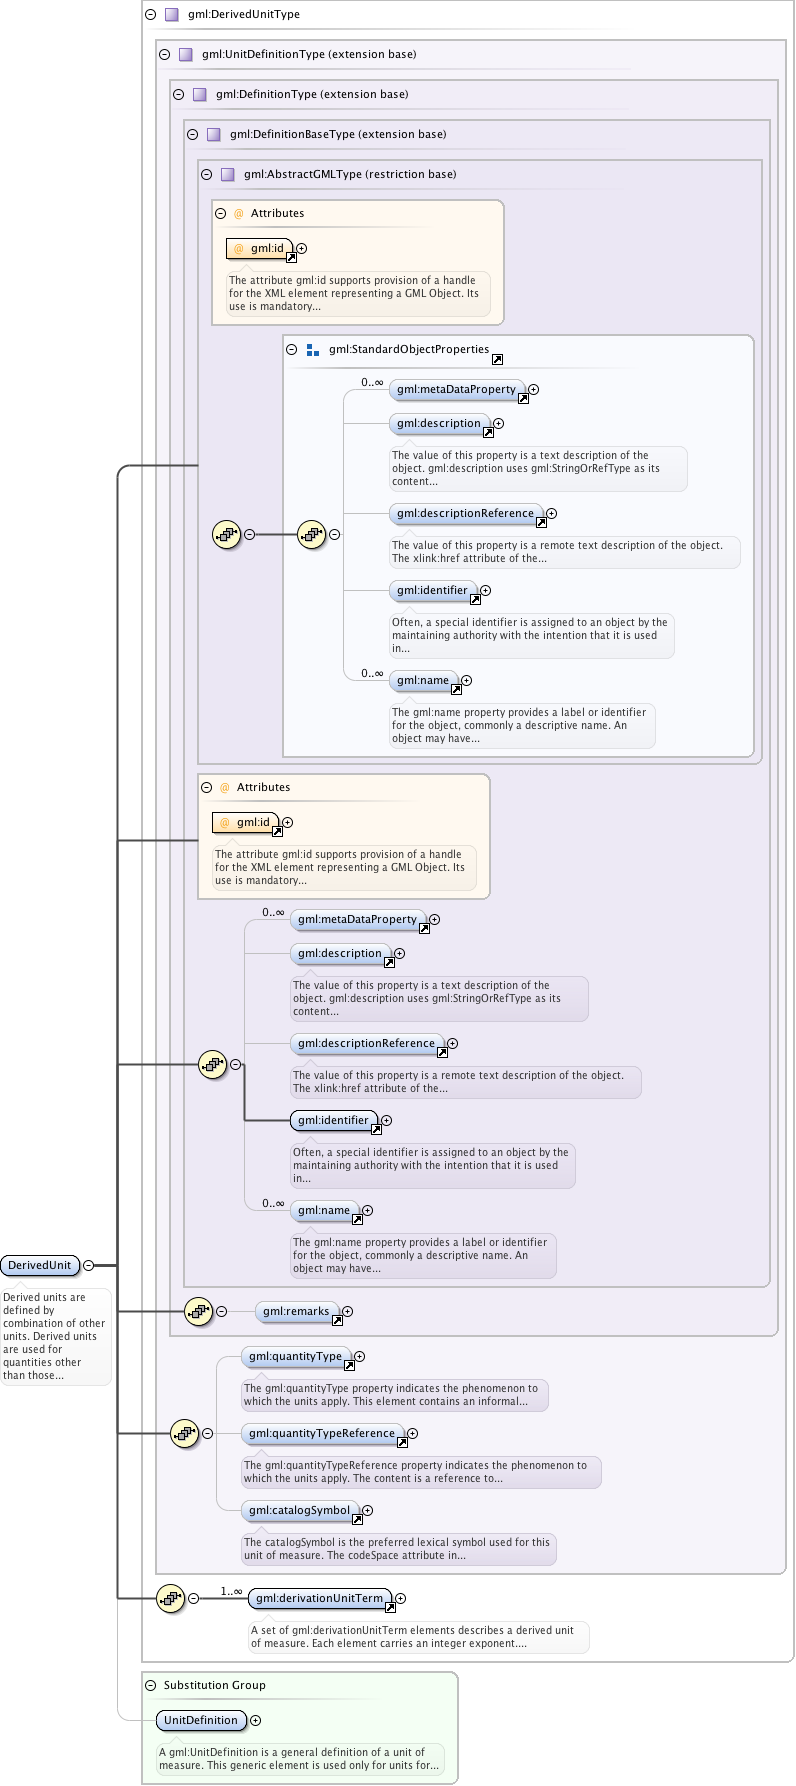 gml:DerivedUnitType
gml:UnitDefinitionType (extension base)
gml:DefinitionType (extension base)
gml:DefinitionBaseType (extension base)
gml:AbstractGMLType (restriction base)
@ Attributes
@ gml:id
The attribute gml:id supports provision of a handle
for the XML element representing a GML Object. Its
use is mandatory...
gml:StandardObjectProperties
0..∞ gml:metaDataProperty
gml:description
The value of this property is a text description of the
object. gml:description uses gml:StringOrRefType as its
content...
gml:descriptionReference
The value of this property is a remote text description of the object.
The xlink:href attribute of the...
gml:identifier
Often, a special identifier is assigned to an object by the
maintaining authority with the intention that it is used
in...
0..∞ gml:name
The gml:name property provides a label or identifier
for the object, commonly a descriptive name. An
object may have...
@ Attributes
@ gml:id
The attribute gml:id supports provision of a handle
for the XML element representing a GML Object. Its
use is mandatory...
0..∞ gml:metaDataProperty
gml:description
The value of this property is a text description of the
object. gml:description uses gml:StringOrRefType as its
content...
gml:descriptionReference
The value of this property is a remote text description of the object.
The xlink:href attribute of the...
gml:identifier
Often, a special identifier is assigned to an object by the
maintaining authority with the intention that it is used
in...
0..∞ gml:name
The gml:name property provides a label or identifier
for the object, commonly a descriptive name. An
object may have...
DerivedUnit
Derived units are
defined by
combination of other
units. Derived units
are used for
quantities other
than those...
gml:remarks
gml:quantityType
The gml:quantityType property indicates the phenomenon to
which the units apply. This element contains an informal...
gml:quantityTypeReference
The gml:quantityTypeReference property indicates the phenomenon to
which the units apply. The content is a reference to...
gml:catalogSymbol
The catalogSymbol is the preferred lexical symbol used for this
unit of measure. The codeSpace attribute in...
1..∞ gml:derivationUnitTerm
A set of gml:derivationUnitTerm elements describes a derived unit
of measure. Each element carries an integer exponent....
Substitution Group
UnitDefinition
A gml:UnitDefinition is a general definition of a unit of
measure. This generic element is used only for units for...